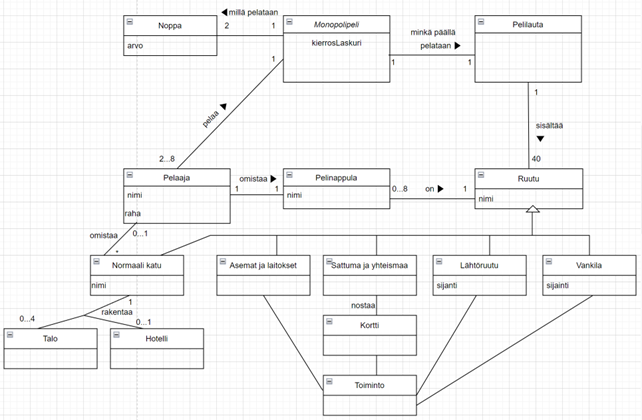 Noppa
arvo
millä pelataan
2
1
Monopolipeli
kierrosLaskuri
minkä päällä
pelataan
1
1
Pelilauta
1
pelaa
1
2...8
sisältää
40
Pelaaja
nimi
raha
omistaa
1
1
Pelinappula
nimi
0...8
on
1
Ruutu
nimi
omistaa
0...1
*
Normaali katu
nimi
Asemat ja laitokset
Sattuma ja yhteismaa
Lähtöruutu
sijanti
Vankila
sijainti
1
rakentaa
0...4
0...1
Talo
Hotelli
nostaa
Kortti
Toiminto